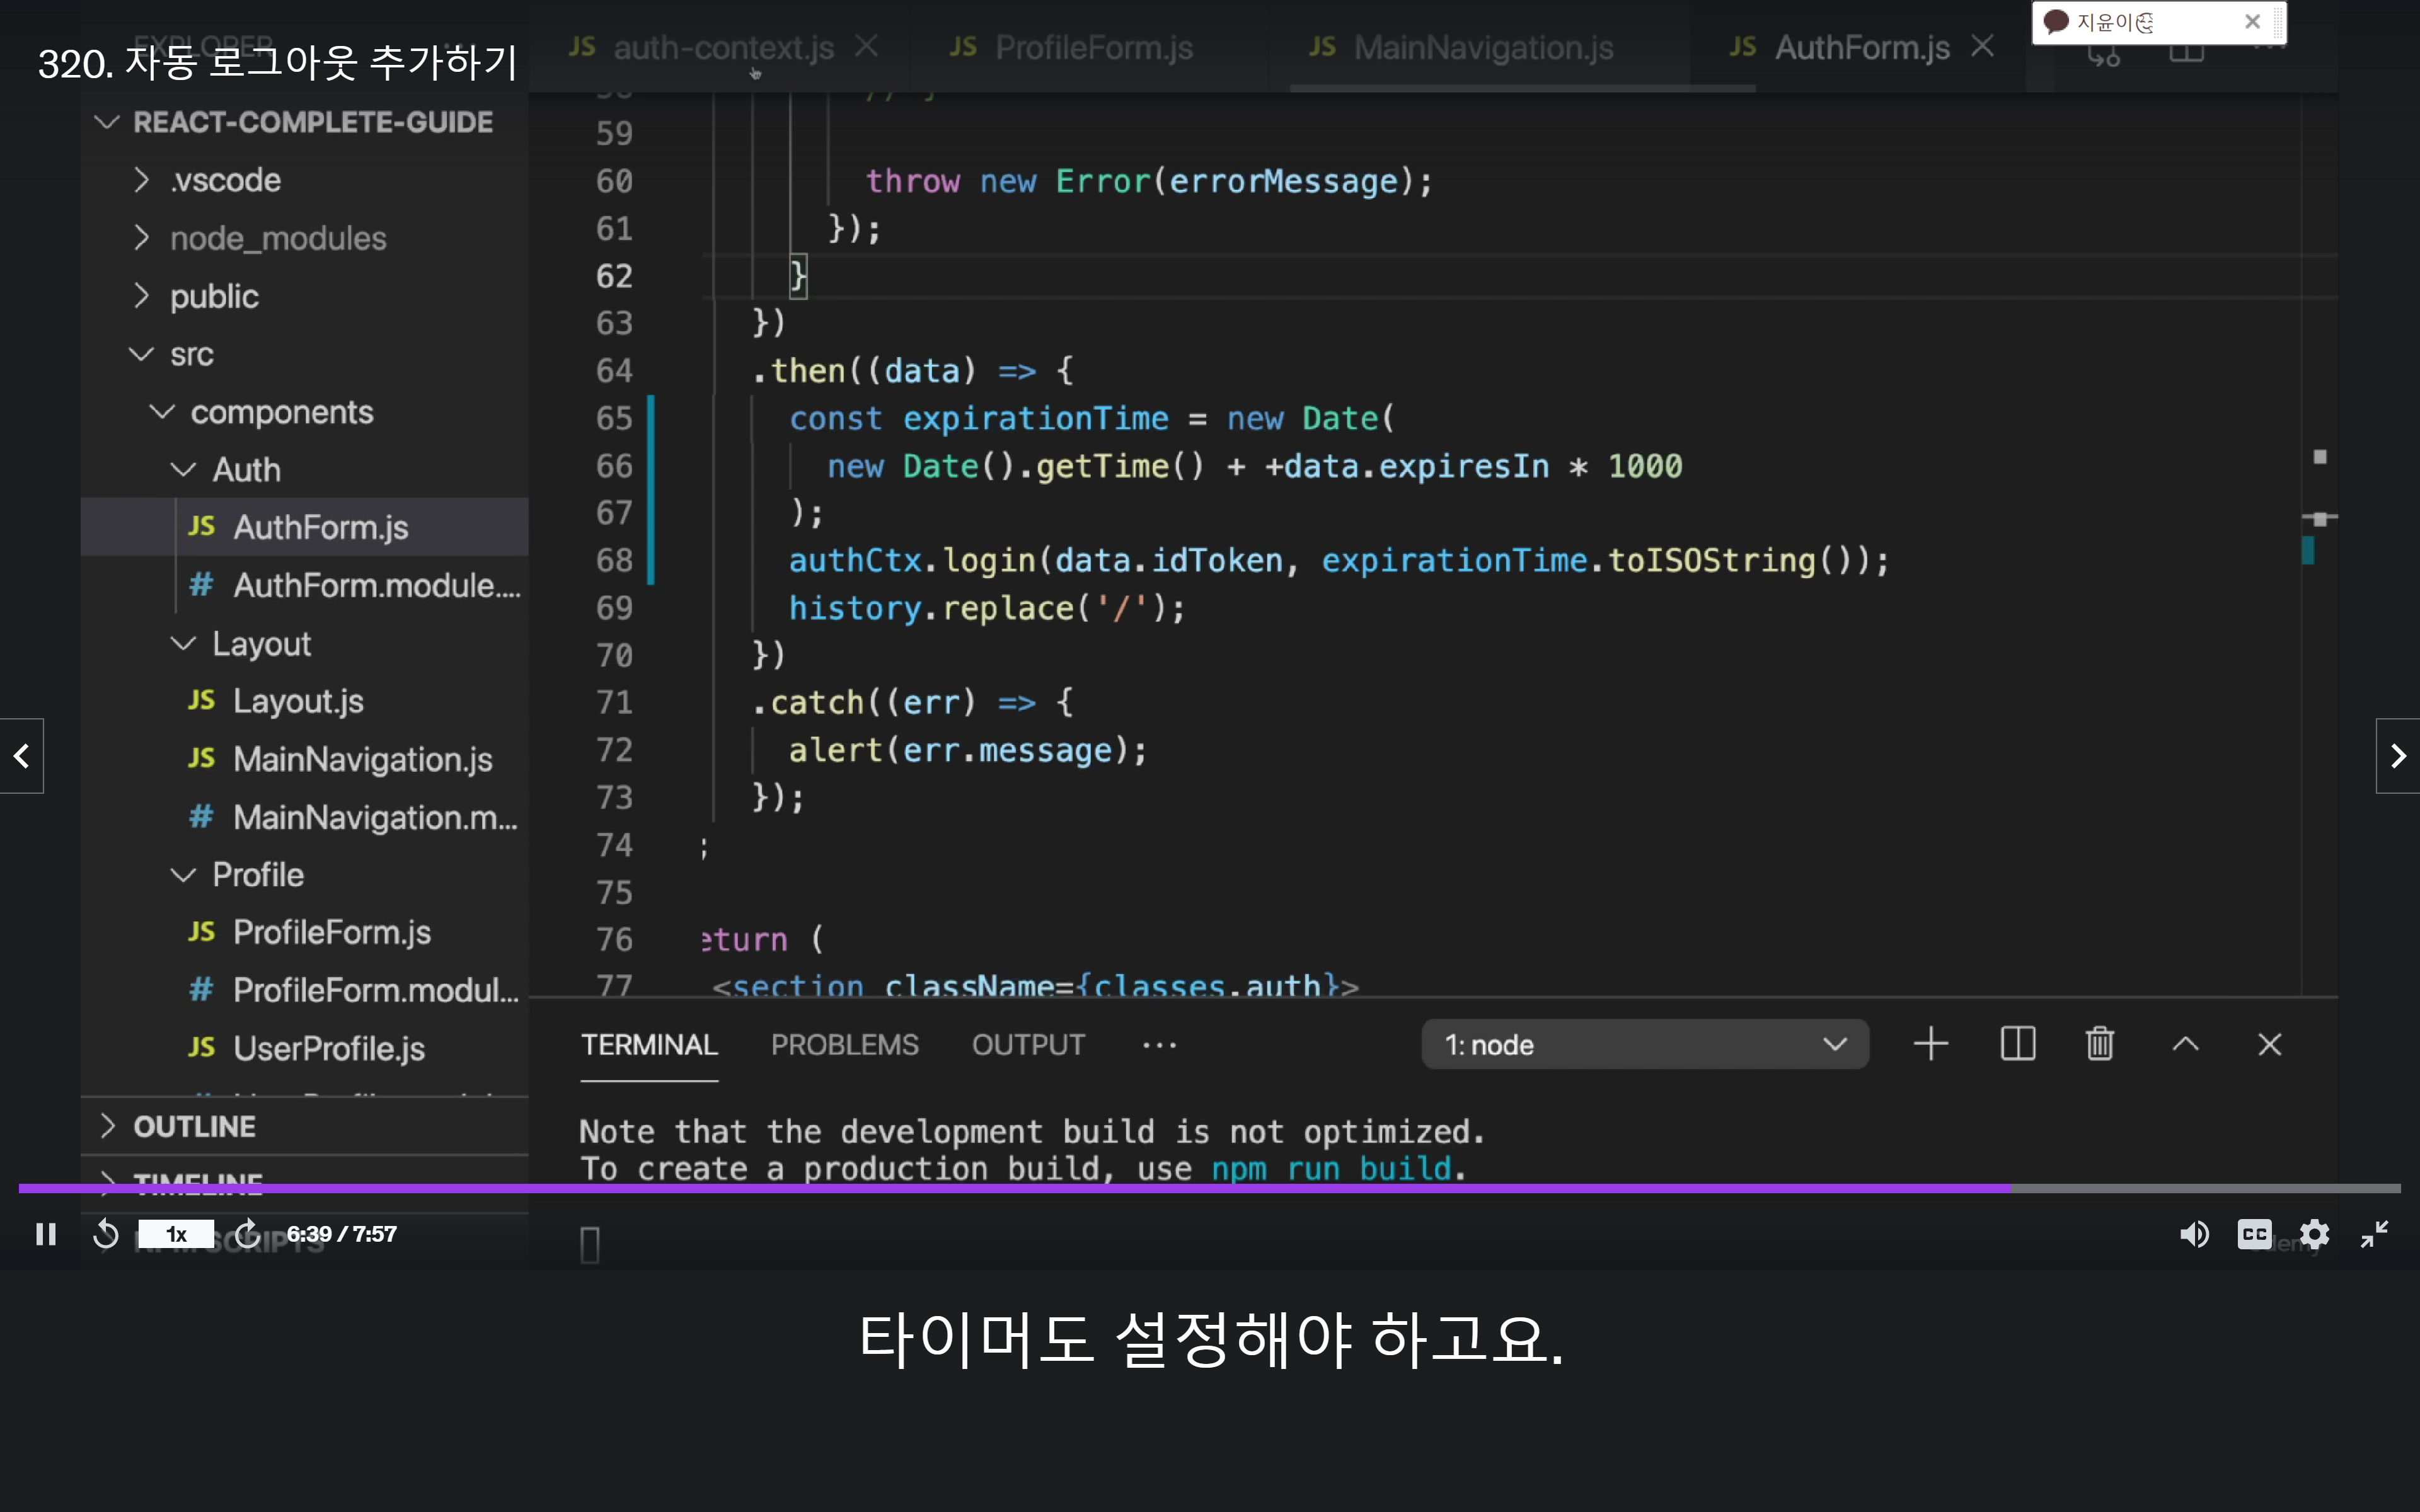 320. 자동 로그아웃 추가하기
EXPLORER
JS auth-context.js
JS ProfileForm.js
JS MainNavigation.js
JS AuthForm.js
지윤이
REACT-COMPLETE-GUIDE
.vscode
node_modules
public
src
components
Auth
JS AuthForm.js
# AuthForm.module....
Layout
JS Layout.js
JS MainNavigation.js
# MainNavigation.m...
Profile
JS ProfileForm.js
# ProfileForm.modul...
JS UserProfile.js
OUTLINE
TIMELINE
NPM SCRIPTS
59
60 throw new Error(errorMessage);
61 });
62 }
63 })
64 .then((data) => {
65 const expirationTime = new Date(
66 new Date().getTime() + +data.expiresIn * 1000
67 );
68 authCtx.login(data.idToken, expirationTime.toISOString());
69 history.replace('/');
70 })
71 .catch((err) => {
72 alert(err.message);
73 });
74 ;
75
76 eturn (
77 <section className={classes.auth}>
TERMINAL PROBLEMS OUTPUT ... 1: node
Note that the development build is not optimized.
To create a production build, use npm run build.
1x 6:39 / 7:57
CC
타이머도 설정해야 하고요.